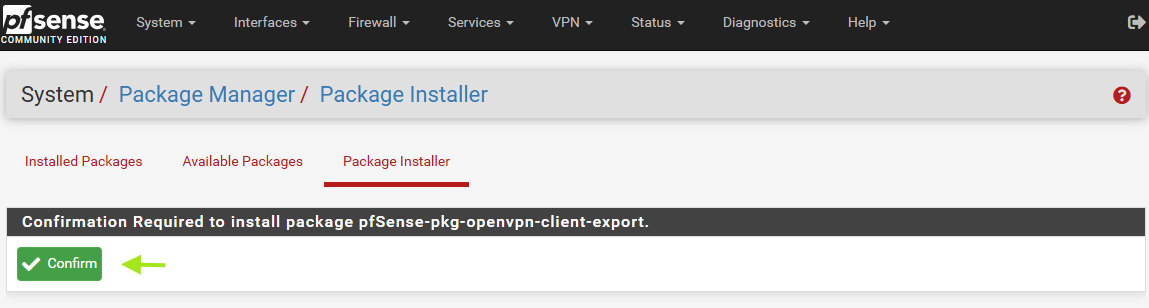 pfsense
COMMUNITY EDITION
System Interfaces Firewall Services VPN Status Diagnostics Help
System / Package Manager / Package Installer
Installed Packages Available Packages Package Installer
Confirmation Required to install package pfSense-pkg-openvpn-client-export.
Confirm